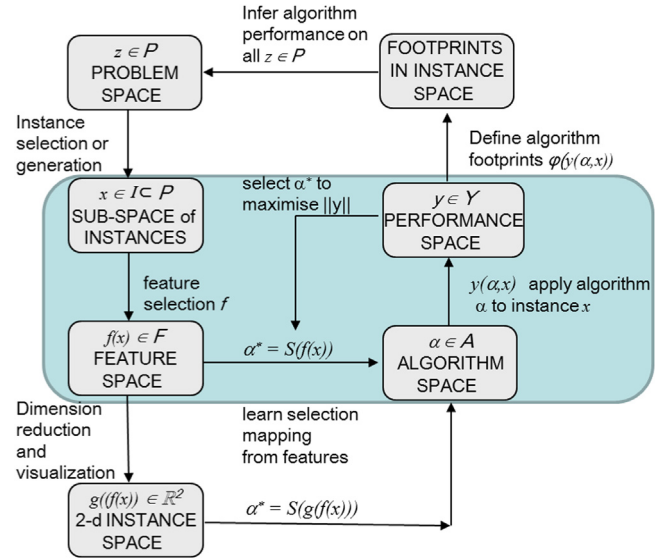 Infer algorithm
performance on
all z ∈ P
z ∈ P
PROBLEM
SPACE
FOOTPRINTS
IN INSTANCE
SPACE
Instance
selection or
generation
Define algorithm
footprints φ(y(α,x))
x ∈ I⊂ P
SUB-SPACE of
INSTANCES
select α* to
maximise ||y||
y ∈ Y
PERFORMANCE
SPACE
feature
selection f
y(α,x) apply algorithm
α to instance x
f(x) ∈ F
FEATURE
SPACE
α* = S(f(x))
α ∈ A
ALGORITHM
SPACE
Dimension
reduction
and
visualization
learn selection
mapping
from features
g((f(x)) ∈ ℝ²
2-d INSTANCE
SPACE
α* = S(g(f(x)))